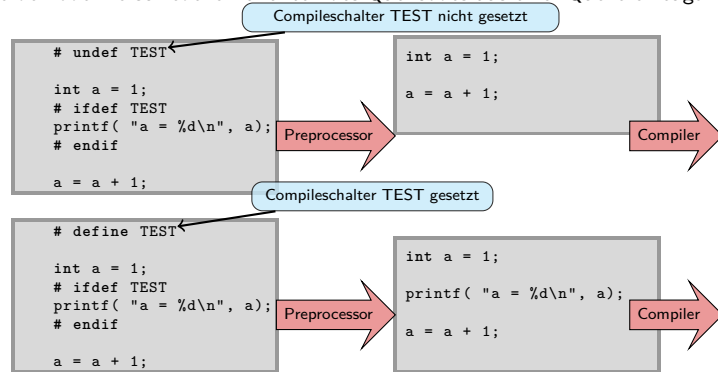 Compileschalter TEST nicht gesetzt
# undef TEST
int a = 1;
# ifdef TEST
printf( "a = %d\n", a);
# endif
a = a + 1;
Preprocessor
int a = 1;
a = a + 1;
Compiler
Compileschalter TEST gesetzt
# define TEST
int a = 1;
# ifdef TEST
printf( "a = %d\n", a);
# endif
a = a + 1;
Preprocessor
int a = 1;
printf( "a = %d\n", a);
a = a + 1;
Compiler